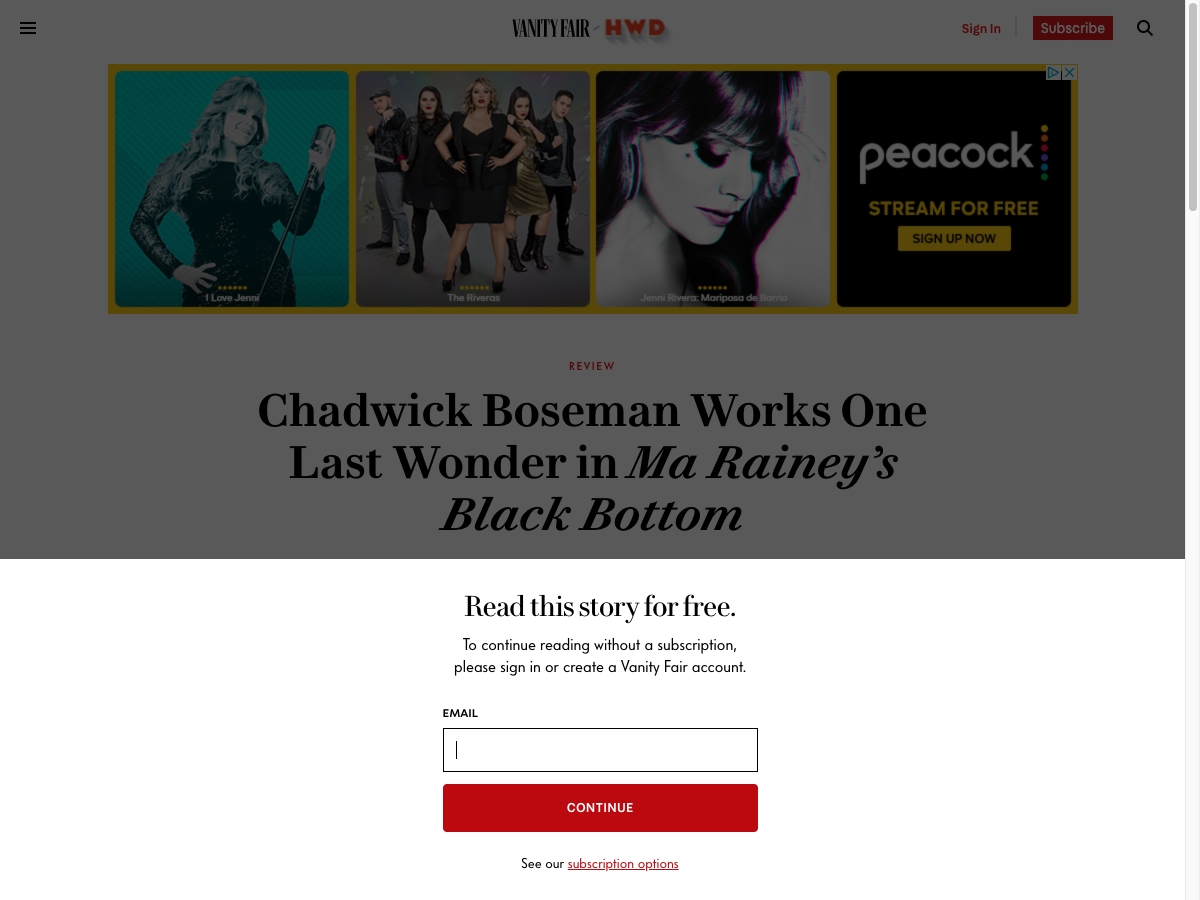 VANITY FAIR HWD
Sign In
Subscribe
I Love Jenni
The Riveras
Jenni Rivera: Mariposa de Barrio
peacock
STREAM FOR FREE
SIGN UP NOW
REVIEW
Chadwick Boseman Works One
Last Wonder in Ma Rainey's
Black Bottom
Read this story for free.
To continue reading without a subscription,
please sign in or create a Vanity Fair account.
EMAIL
CONTINUE
See our subscription options